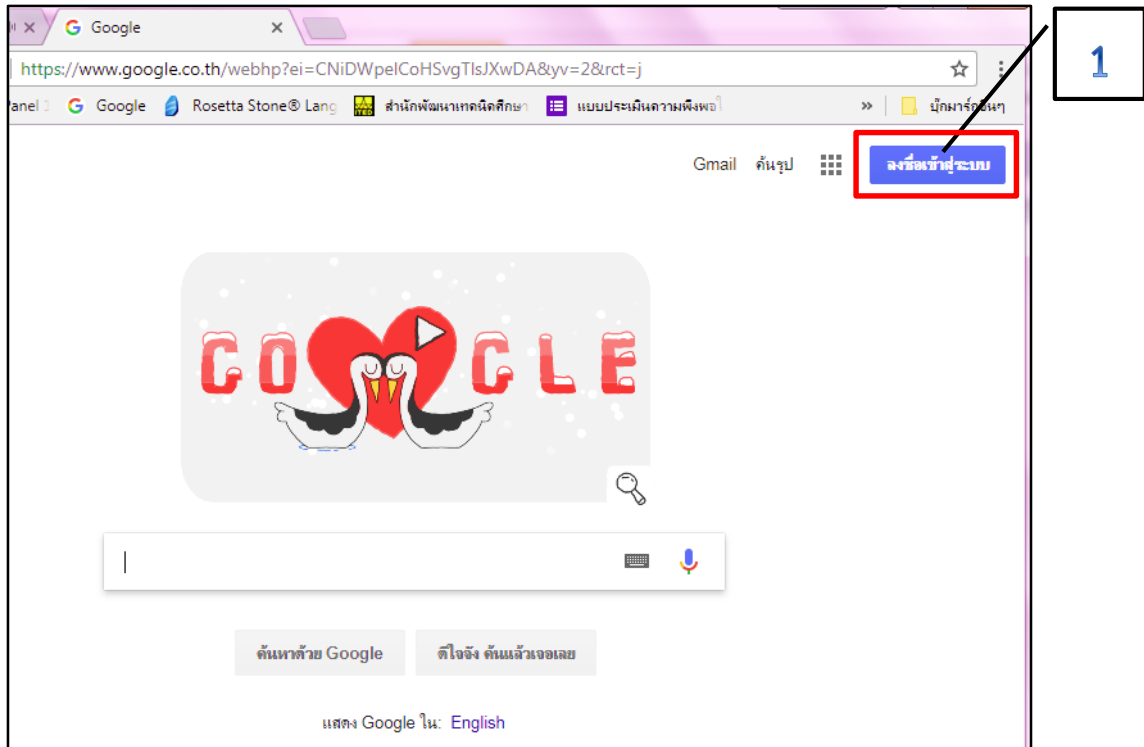 Google
1
https://www.google.co.th/webhp?ei=CNiDWpelCoHSvgTIsJXwDA&yv=2&rct=j
Google Rosetta Stone® Lang สำนักพัฒนาเทคนิคศึกษา แบบประเมินความพึงพอใ » บุ๊กมาร์กอื่นๆ
Gmail ค้นรูป ลงชื่อเข้าสู่ระบบ
GOOGLE
ค้นหาด้วย Google ดีใจจัง ค้นแล้วเจอเลย
แสดง Google ใน: English